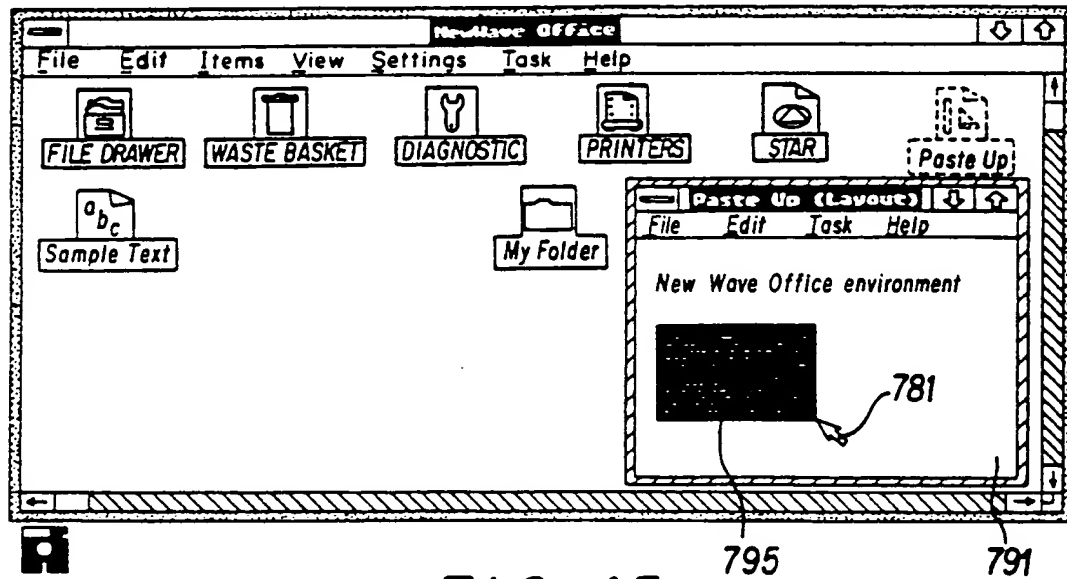 NewWave Office
File Edit Items View Settings Task Help
FILE DRAWER WASTE BASKET DIAGNOSTIC PRINTERS STAR Paste Up
Paste Up (Layout)
abc
Sample Text My Folder
File Edit Task Help
New Wave Office environment
781
795 791